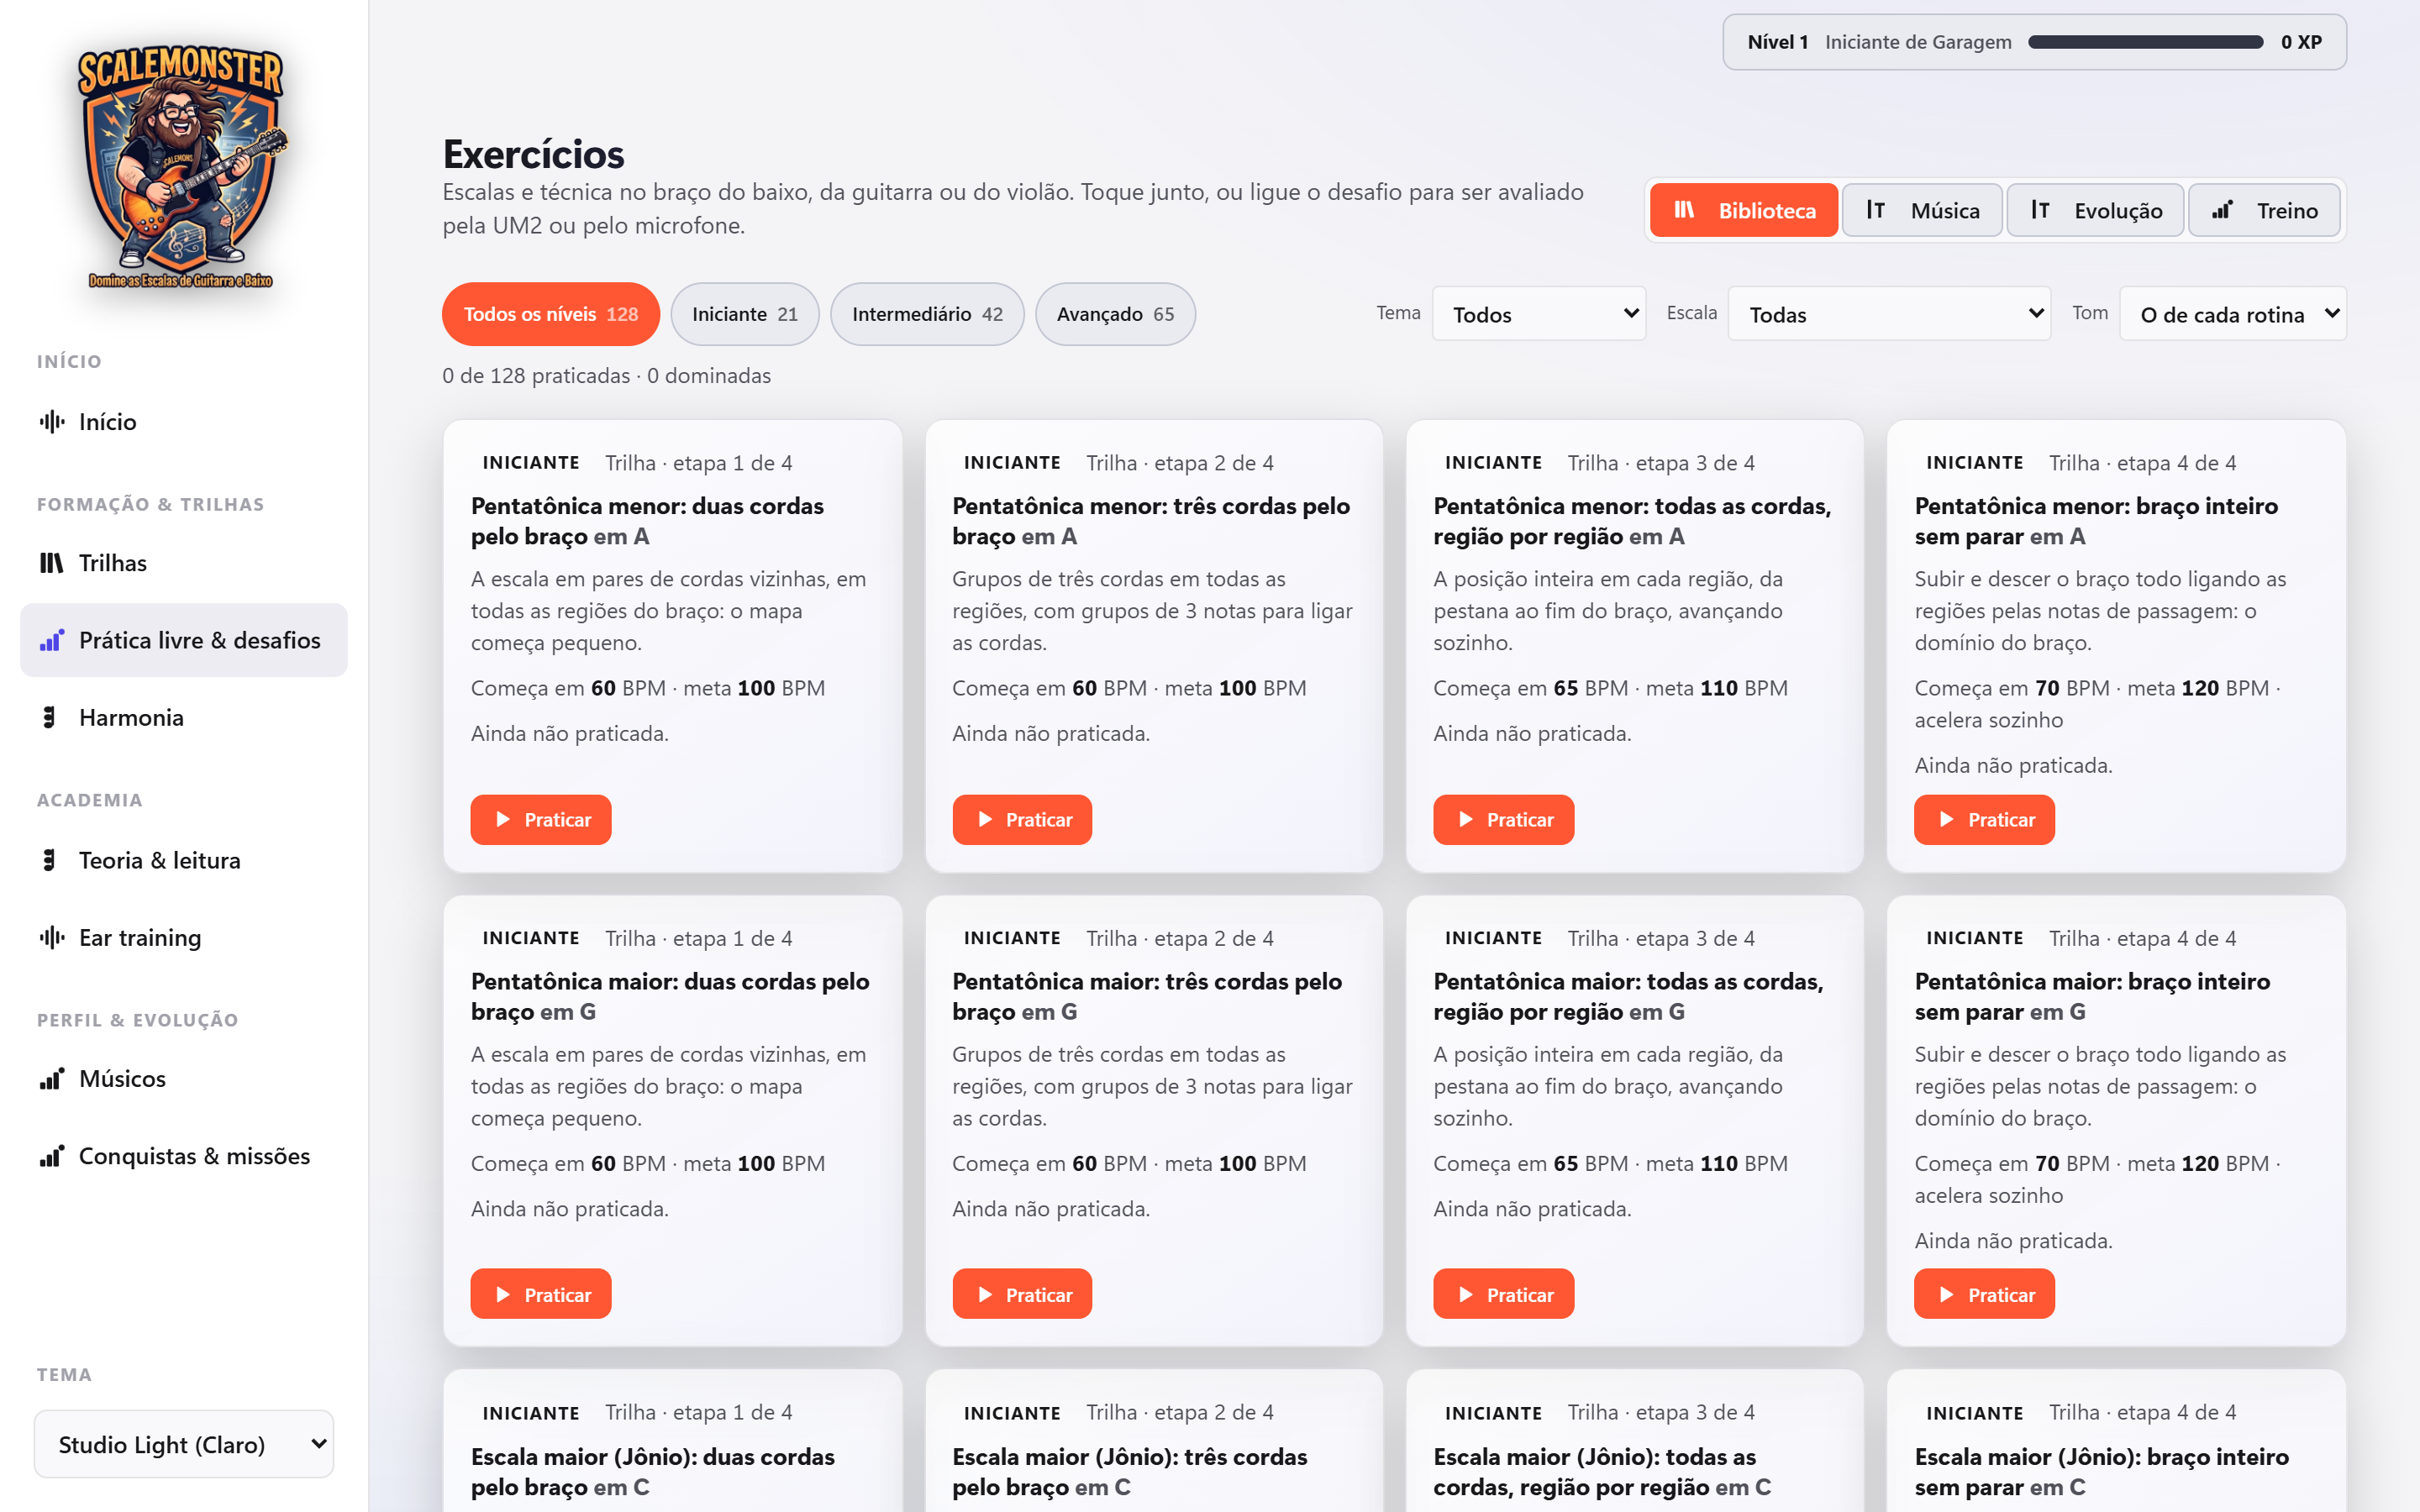 SCALEMONSTER
SCALEMONS
Domine as Escalas de Guitarra e Baixo
INÍCIO
Início
FORMAÇÃO & TRILHAS
Trilhas
Prática livre & desafios
Harmonia
ACADEMIA
Teoria & leitura
Ear training
PERFIL & EVOLUÇÃO
Músicos
Conquistas & missões
TEMA
Studio Light (Claro)
Nível 1 Iniciante de Garagem 0 XP
Exercícios
Escalas e técnica no braço do baixo, da guitarra ou do violão. Toque junto, ou ligue o desafio para ser avaliado
pela UM2 ou pelo microfone.
Biblioteca Música Evolução Treino
Todos os níveis 128 Iniciante 21 Intermediário 42 Avançado 65
Tema Todos Escala Todas Tom O de cada rotina
0 de 128 praticadas · 0 dominadas
INICIANTE Trilha · etapa 1 de 4
Pentatônica menor: duas cordas
pelo braço em A
A escala em pares de cordas vizinhas, em
todas as regiões do braço: o mapa
começa pequeno.
Começa em 60 BPM · meta 100 BPM
Ainda não praticada.
Praticar
INICIANTE Trilha · etapa 2 de 4
Pentatônica menor: três cordas pelo
braço em A
Grupos de três cordas em todas as
regiões, com grupos de 3 notas para ligar
as cordas.
Começa em 60 BPM · meta 100 BPM
Ainda não praticada.
Praticar
INICIANTE Trilha · etapa 3 de 4
Pentatônica menor: todas as cordas,
região por região em A
A posição inteira em cada região, da
pestana ao fim do braço, avançando
sozinho.
Começa em 65 BPM · meta 110 BPM
Ainda não praticada.
Praticar
INICIANTE Trilha · etapa 4 de 4
Pentatônica menor: braço inteiro
sem parar em A
Subir e descer o braço todo ligando as
regiões pelas notas de passagem: o
domínio do braço.
Começa em 70 BPM · meta 120 BPM ·
acelera sozinho
Ainda não praticada.
Praticar
INICIANTE Trilha · etapa 1 de 4
Pentatônica maior: duas cordas pelo
braço em G
A escala em pares de cordas vizinhas, em
todas as regiões do braço: o mapa
começa pequeno.
Começa em 60 BPM · meta 100 BPM
Ainda não praticada.
Praticar
INICIANTE Trilha · etapa 2 de 4
Pentatônica maior: três cordas pelo
braço em G
Grupos de três cordas em todas as
regiões, com grupos de 3 notas para ligar
as cordas.
Começa em 60 BPM · meta 100 BPM
Ainda não praticada.
Praticar
INICIANTE Trilha · etapa 3 de 4
Pentatônica maior: todas as cordas,
região por região em G
A posição inteira em cada região, da
pestana ao fim do braço, avançando
sozinho.
Começa em 65 BPM · meta 110 BPM
Ainda não praticada.
Praticar
INICIANTE Trilha · etapa 4 de 4
Pentatônica maior: braço inteiro
sem parar em G
Subir e descer o braço todo ligando as
regiões pelas notas de passagem: o
domínio do braço.
Começa em 70 BPM · meta 120 BPM ·
acelera sozinho
Ainda não praticada.
Praticar
INICIANTE Trilha · etapa 1 de 4
Escala maior (Jônio): duas cordas
pelo braço em C
INICIANTE Trilha · etapa 2 de 4
Escala maior (Jônio): três cordas
pelo braço em C
INICIANTE Trilha · etapa 3 de 4
Escala maior (Jônio): todas as
cordas, região por região em C
INICIANTE Trilha · etapa 4 de 4
Escala maior (Jônio): braço inteiro
sem parar em C